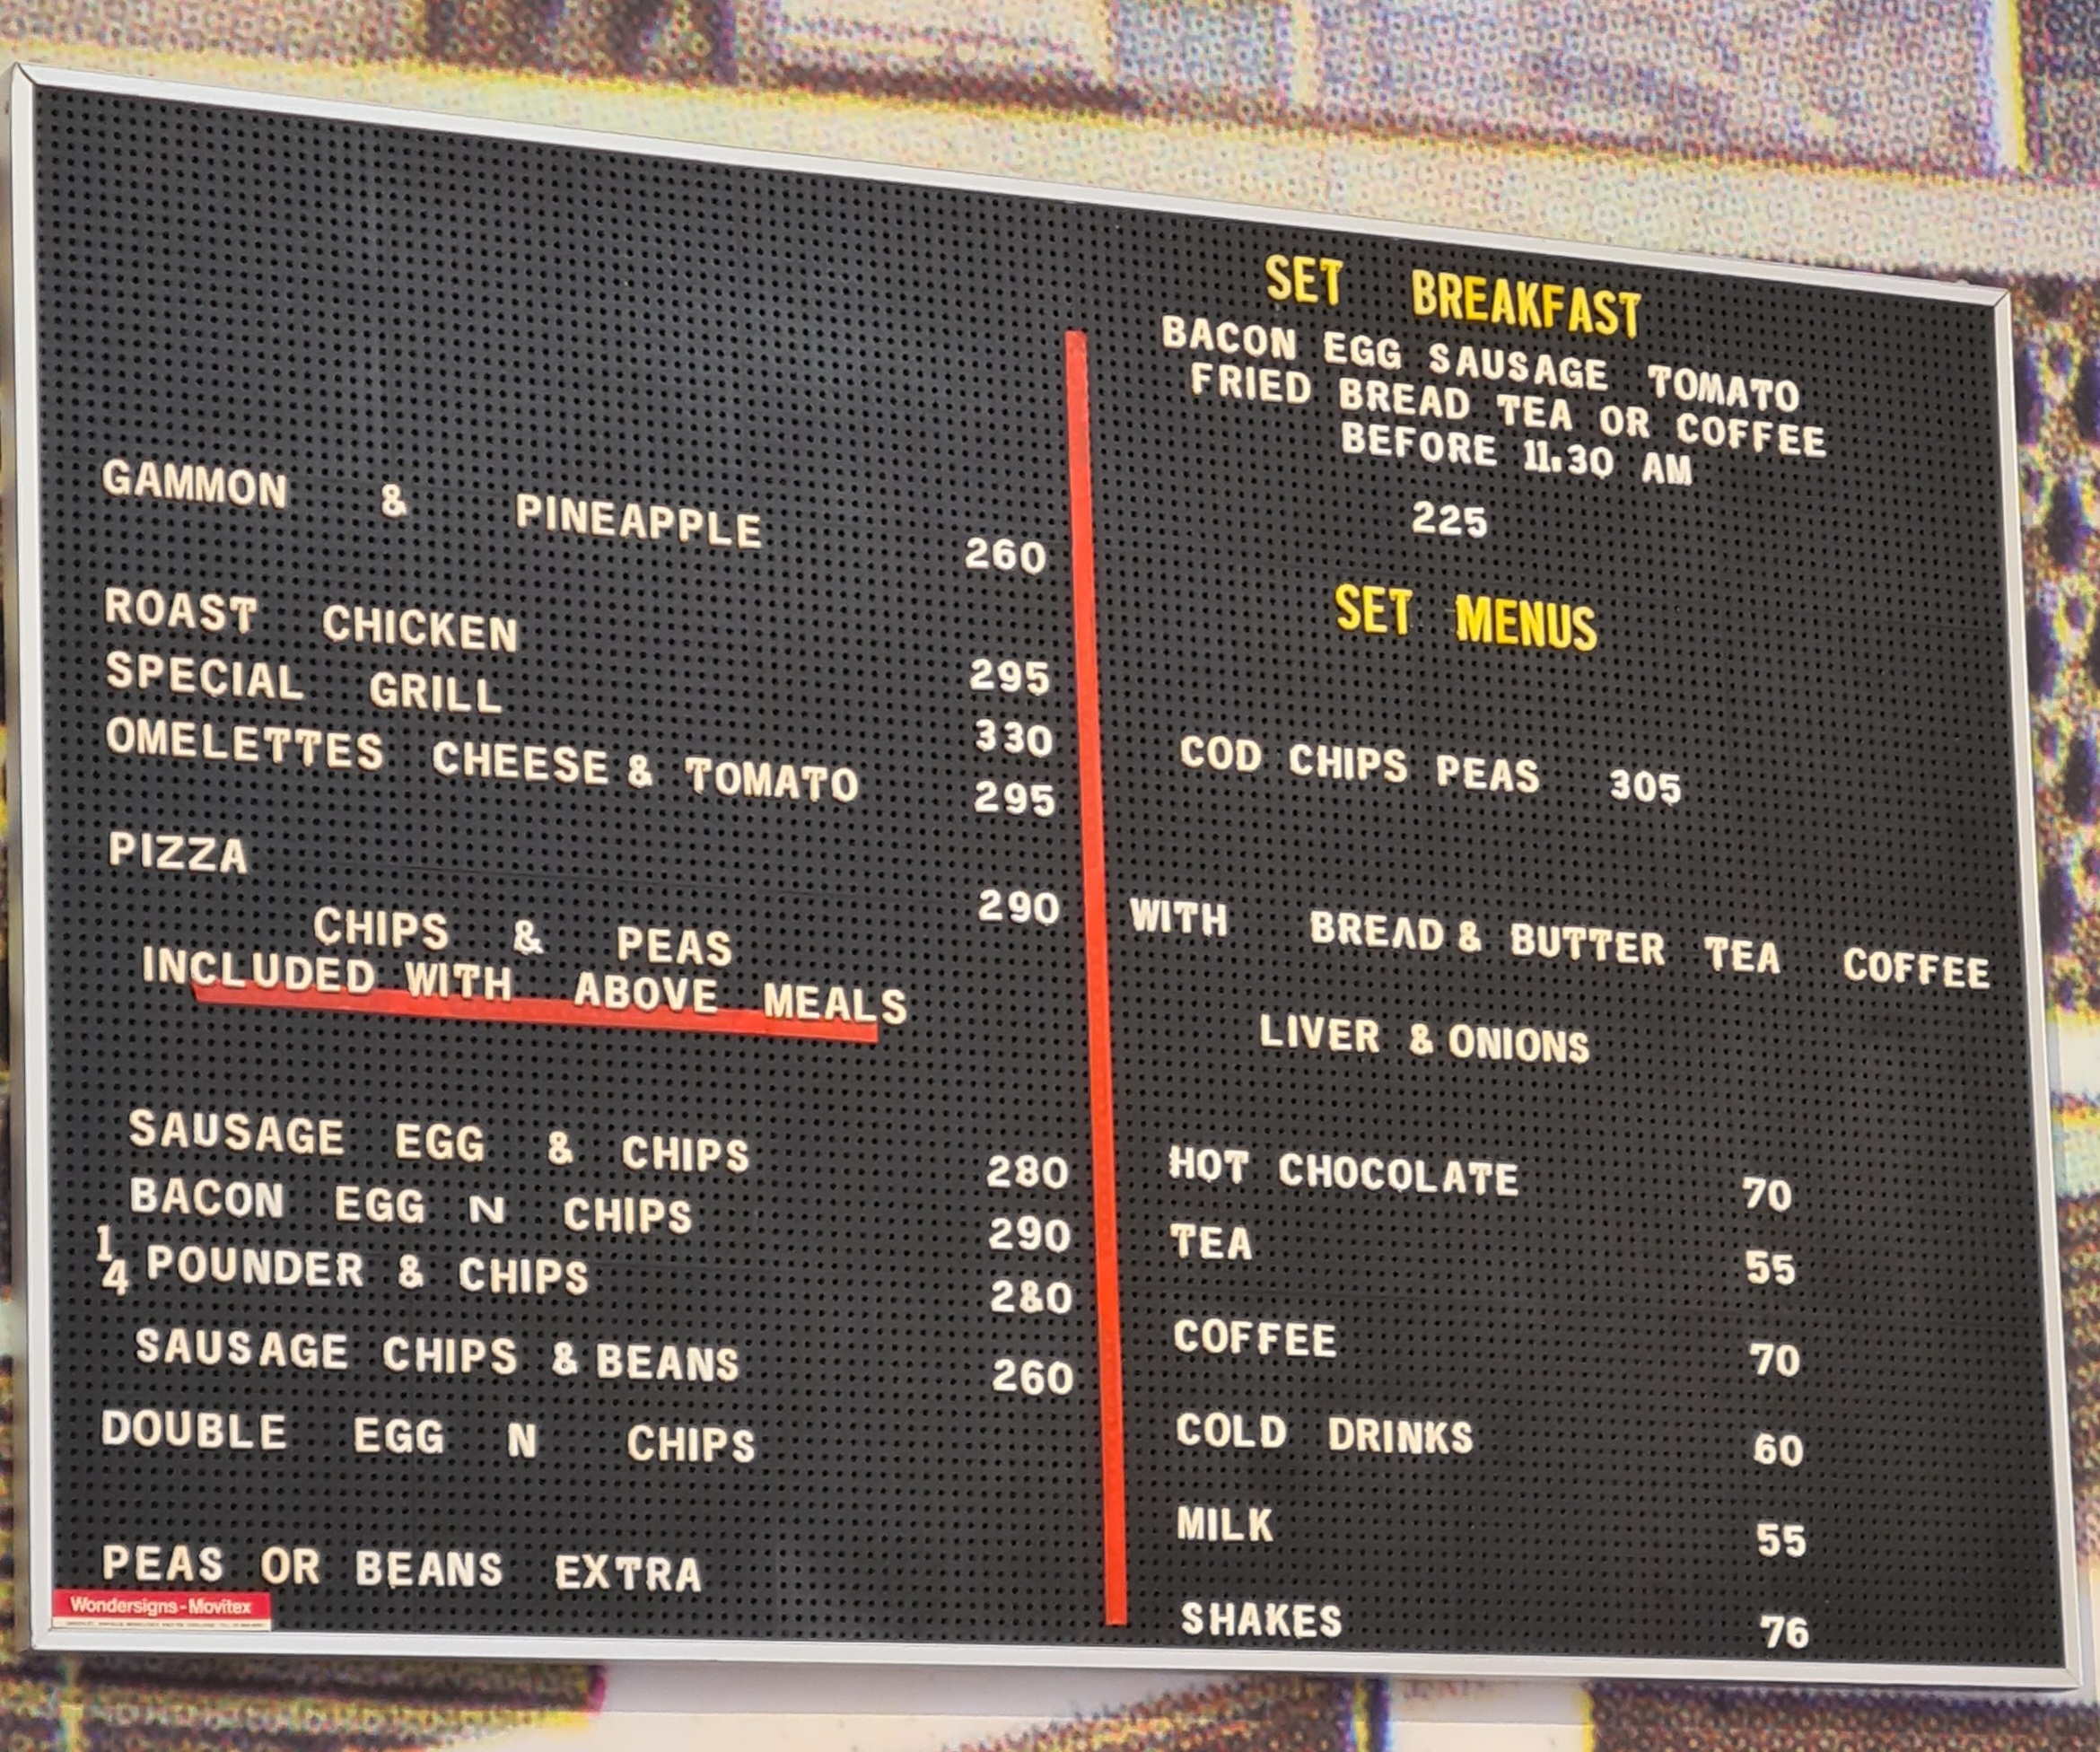 GAMMON & PINEAPPLE 260
ROAST CHICKEN 295
SPECIAL GRILL 330
OMELETTES CHEESE & TOMATO 295
PIZZA 290
CHIPS & PEAS
INCLUDED WITH ABOVE MEALS
SAUSAGE EGG & CHIPS 280
BACON EGG N CHIPS 290
1/4 POUNDER & CHIPS 280
SAUSAGE CHIPS & BEANS 260
DOUBLE EGG N CHIPS
PEAS OR BEANS EXTRA
Wondersigns-Movitex
SET BREAKFAST
BACON EGG SAUSAGE TOMATO
FRIED BREAD TEA OR COFFEE
BEFORE 11.30 AM
225
SET MENUS
COD CHIPS PEAS 305
WITH BREAD & BUTTER TEA COFFEE
LIVER & ONIONS
HOT CHOCOLATE 70
TEA 55
COFFEE 70
COLD DRINKS 60
MILK 55
SHAKES 76